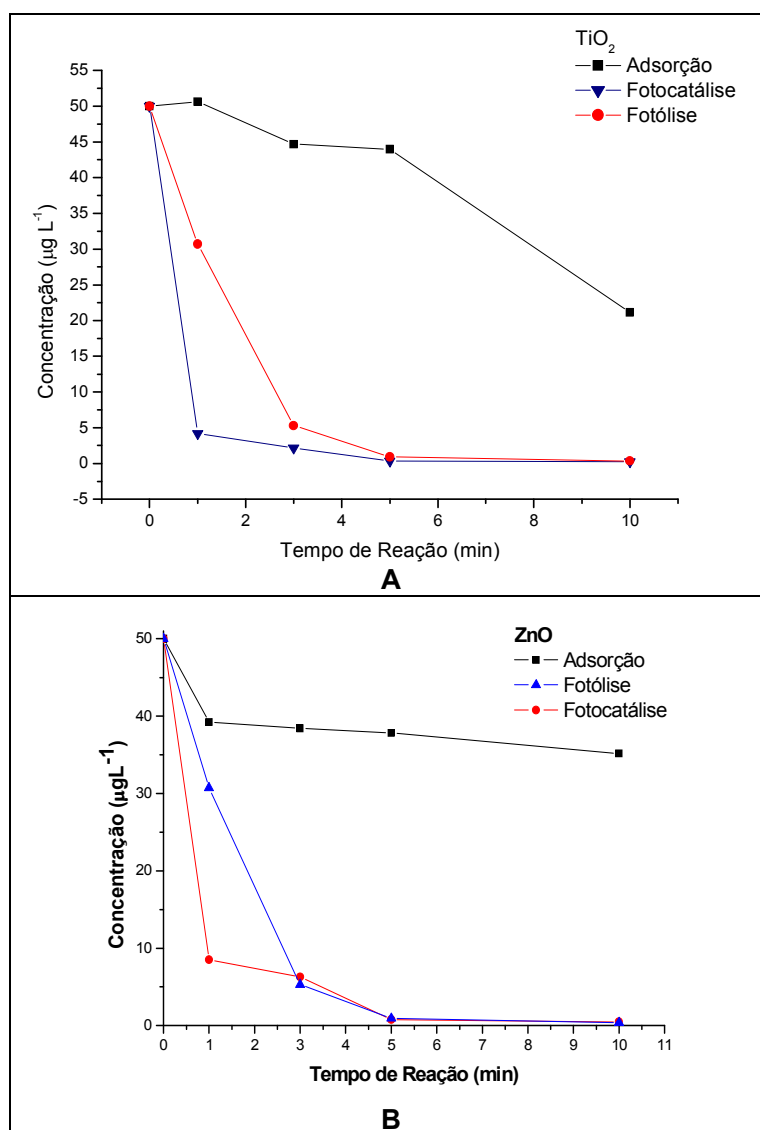 TiO₂
Adsorção
Fotocatálise
Fotólise
55
50
45
40
35
30
25
20
15
10
5
0
-5
Concentração (µg L⁻¹)
0 2 4 6 8 10
Tempo de Reação (min)
A
ZnO
Adsorção
Fotólise
Fotocatálise
50
40
30
20
10
0
Concentração (µgL⁻¹)
0 1 2 3 4 5 6 7 8 9 10 11
Tempo de Reação (min)
B